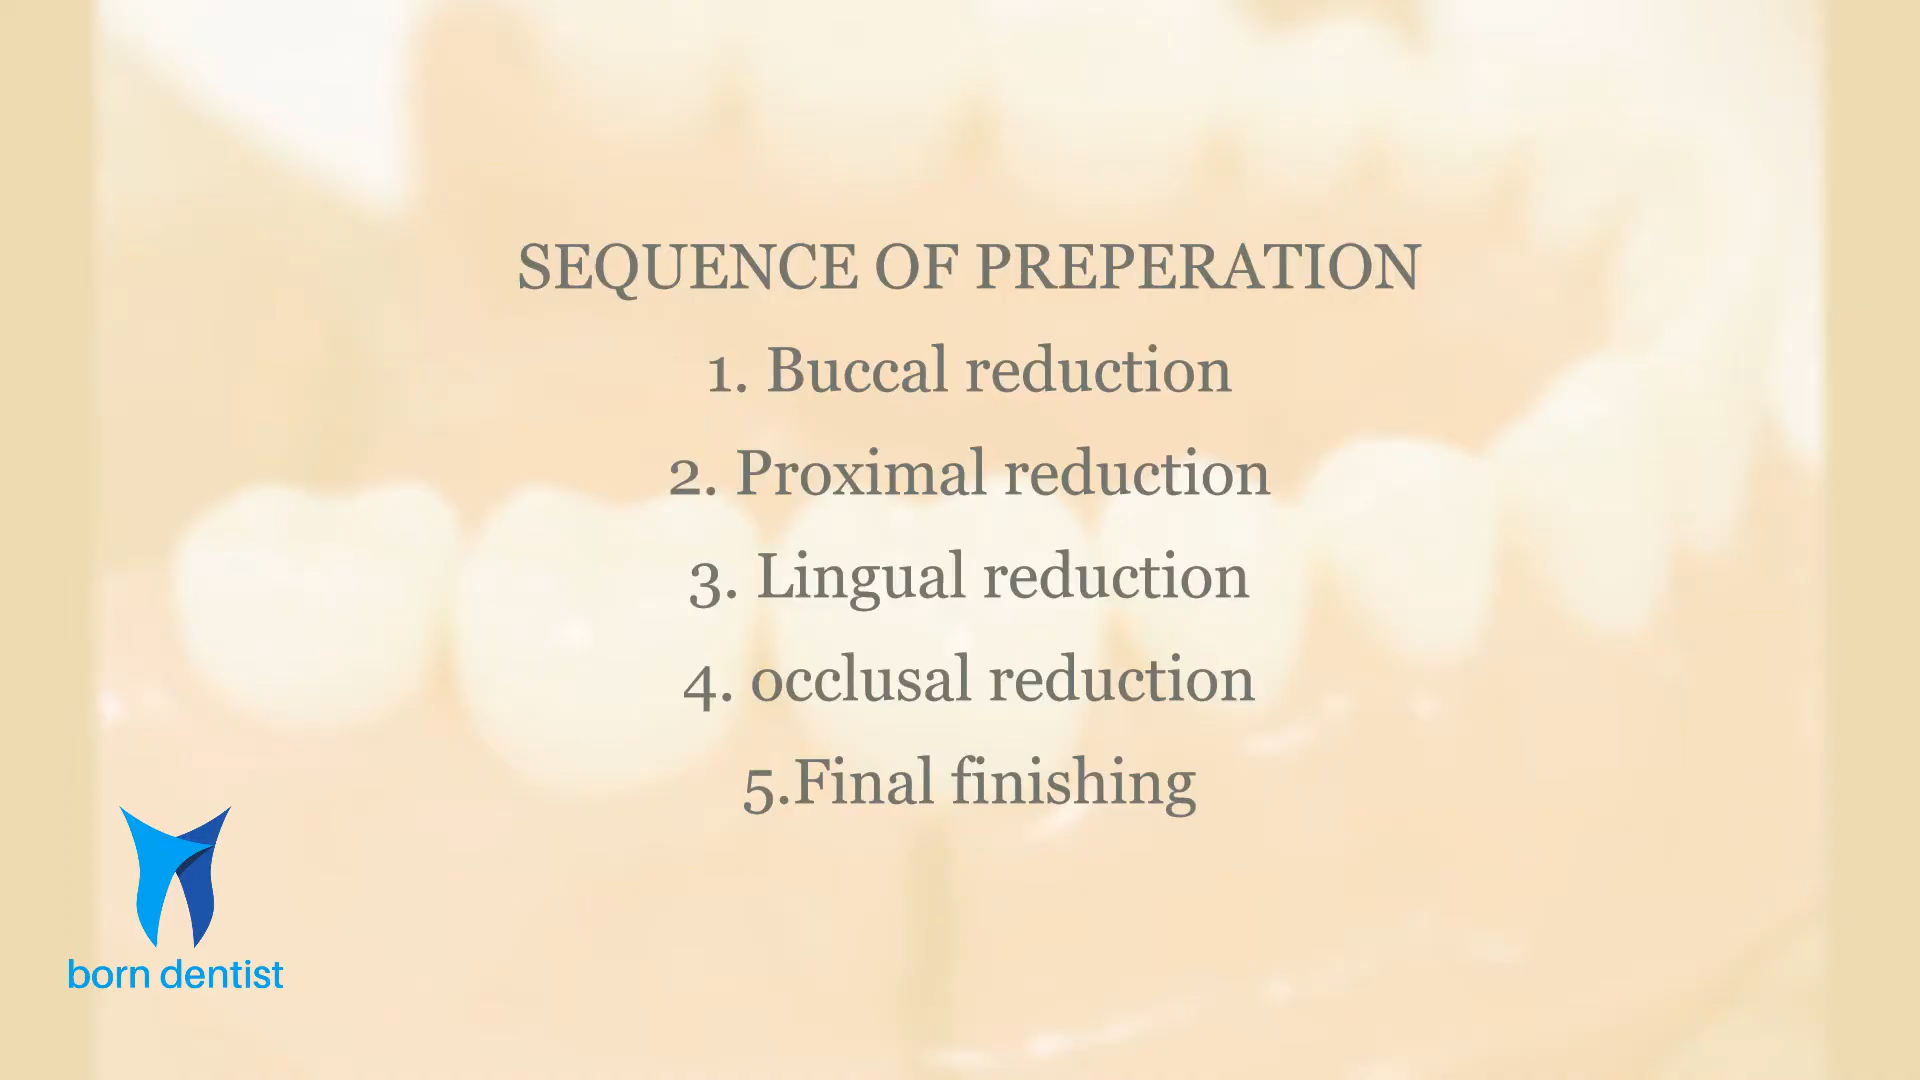 SEQUENCE OF PREPERATION
1. Buccal reduction
2. Proximal reduction
3. Lingual reduction
4. occlusal reduction
5.Final finishing
born dentist